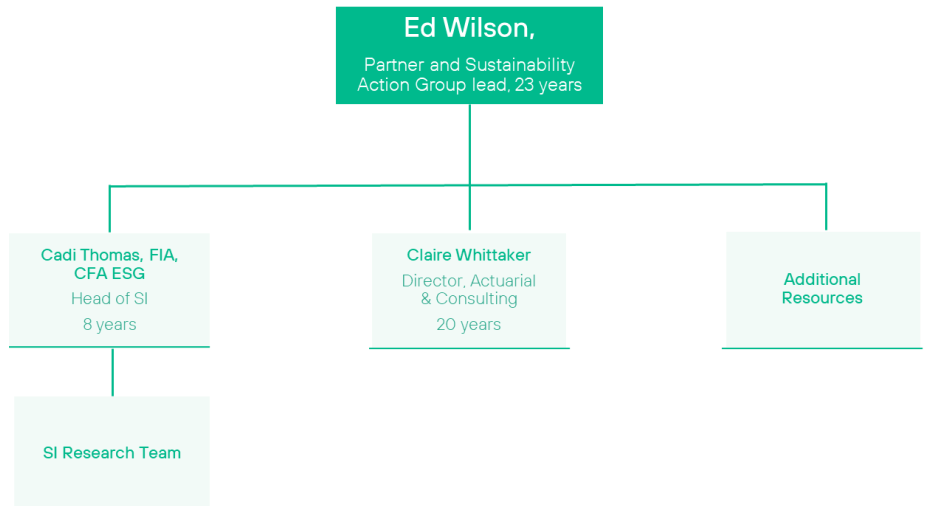 Ed Wilson,
Partner and Sustainability
Action Group lead, 23 years
Cadi Thomas, FIA,
CFA ESG
Head of SI
8 years
Claire Whittaker
Director, Actuarial
& Consulting
20 years
Additional
Resources
SI Research Team